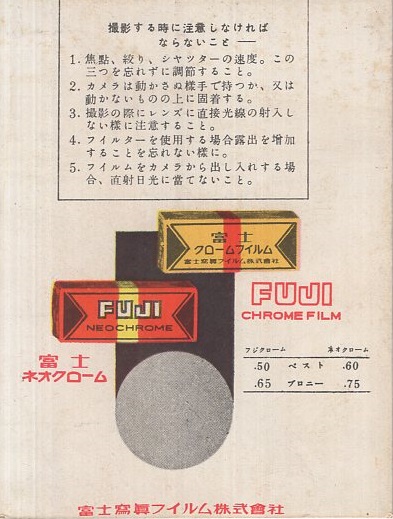 撮影する時に注意しなければ
ならないこと——
1. 焦點、絞り、シャッターの速度。この
三つを忘れずに調節すること。
2. カメラは動かさぬ様手で持つか、又は
動かないものの上に固着する。
3. 撮影の際にレンズに直接光線の射入し
ない樣に注意すること。
4. フイルターを使用する場合露出を増加
することを忘れない樣に。
5. フイルムをカメラから出し入れする場
合、直射日光に當てないこと。
富士
クロームフイルム
富士寫眞フイルム株式會社
FUJI
NEOCHROME
FUJI
CHROME FILM
富士
ネオクローム
フジクローム ネオクローム
.50 ベスト .60
.65 ブロニー .75
富士寫眞フイルム株式會社